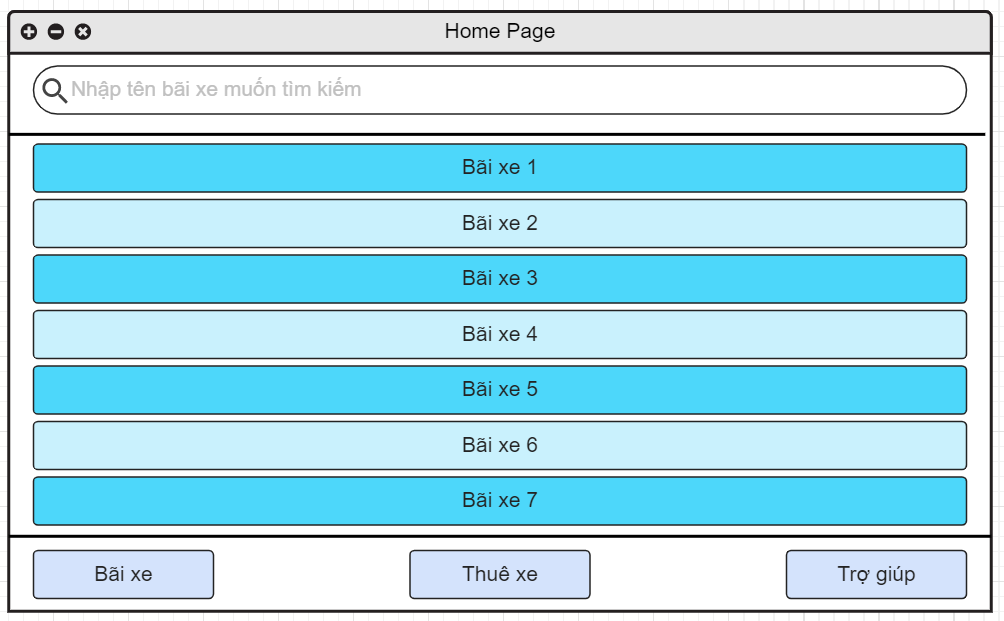 Home Page
Nhập tên bãi xe muốn tìm kiếm
Bãi xe 1
Bãi xe 2
Bãi xe 3
Bãi xe 4
Bãi xe 5
Bãi xe 6
Bãi xe 7
Bãi xe
Thuê xe
Trợ giúp